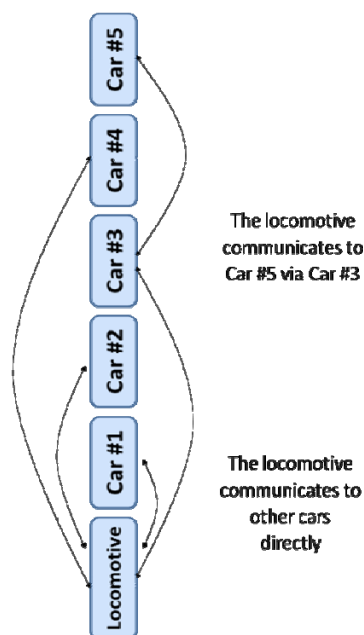 Car #5
Car #4
Car #3
Car #2
Car #1
Locomotive
The locomotive
communicates to
Car #5 via Car #3
The locomotive
communicates to
other cars
directly